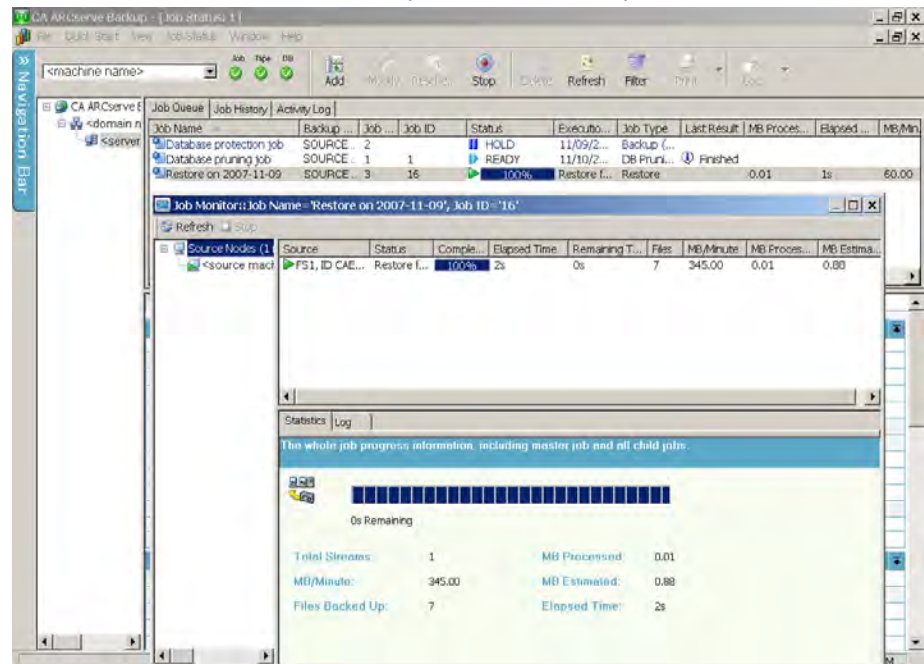 CA ARCserve Backup - [Job Status: 1]
File Quick Start View Job Status Window Help
<machine name>
Job Tape DB
Add Modify Reschedule Stop Delete Refresh Filter Print
Navigation Bar
CA ARCserve E
<domain n
<server
Job Queue Job History Activity Log
Job Name Backup ... Job ... Job ID Status Executio... Job Type Last Result MB Proces... Elapsed ... MB/Min
Database protection job SOURCE... 2 HOLD 11/09/2... Backup (...
Database pruning job SOURCE... 1 1 READY 11/10/2... DB Pruni... Finished
Restore on 2007-11-09 SOURCE... 3 16 100% Restore f... Restore 0.01 1s 60.00
Job Monitor::Job Name='Restore on 2007-11-09', Job ID='16'
Refresh Stop
Source Nodes (1
<source mach
Source Status Comple... Elapsed Time Remaining T... Files MB/Minute MB Proces... MB Estima...
FS1, ID CAE... Restore f... 100% 2s 0s 7 345.00 0.01 0.88
Statistics Log
The whole job progress information, including master job and all child jobs.
0s Remaining
Total Streams: 1 MB Processed: 0.01
MB/Minute: 345.00 MB Estimated: 0.88
Files Backed Up: 7 Elapsed Time: 2s